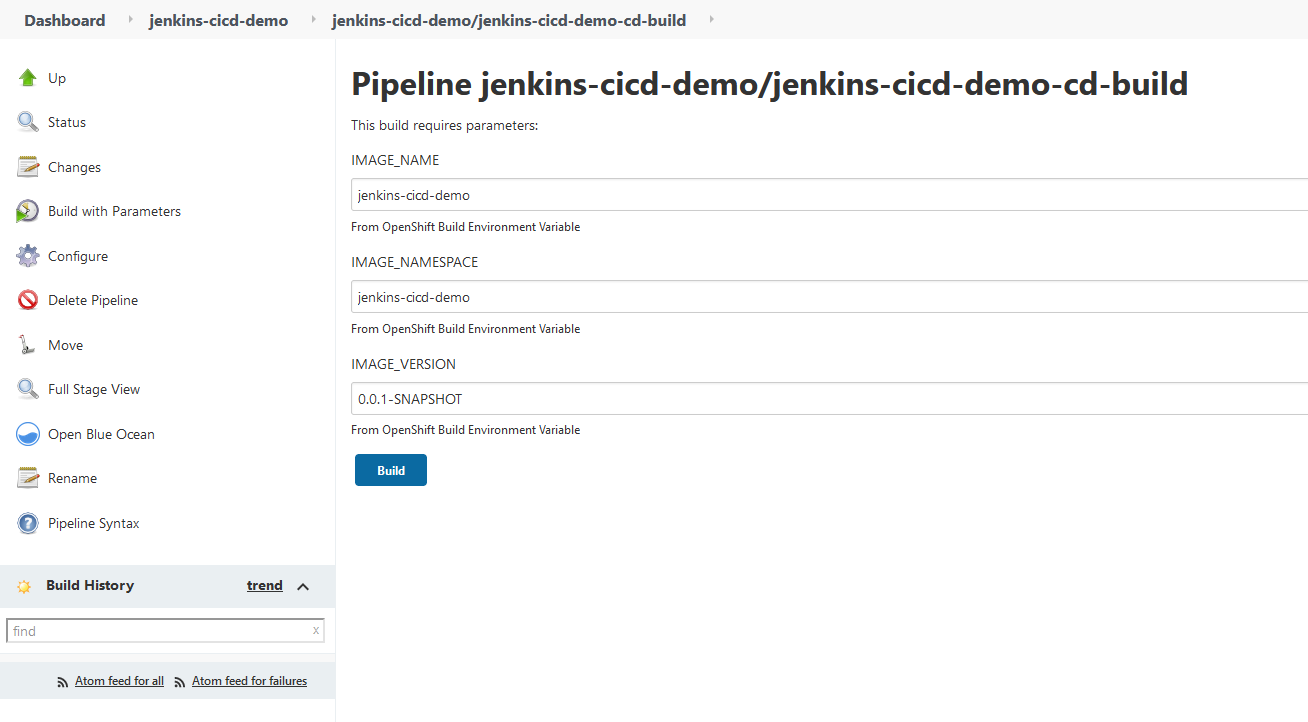 Dashboard jenkins-cicd-demo jenkins-cicd-demo/jenkins-cicd-demo-cd-build
Up
Status
Changes
Build with Parameters
Configure
Delete Pipeline
Move
Full Stage View
Open Blue Ocean
Rename
Pipeline Syntax
Build History trend
find x
Atom feed for all Atom feed for failures
Pipeline jenkins-cicd-demo/jenkins-cicd-demo-cd-build
This build requires parameters:
IMAGE_NAME
jenkins-cicd-demo
From OpenShift Build Environment Variable
IMAGE_NAMESPACE
jenkins-cicd-demo
From OpenShift Build Environment Variable
IMAGE_VERSION
0.0.1-SNAPSHOT
From OpenShift Build Environment Variable
Build